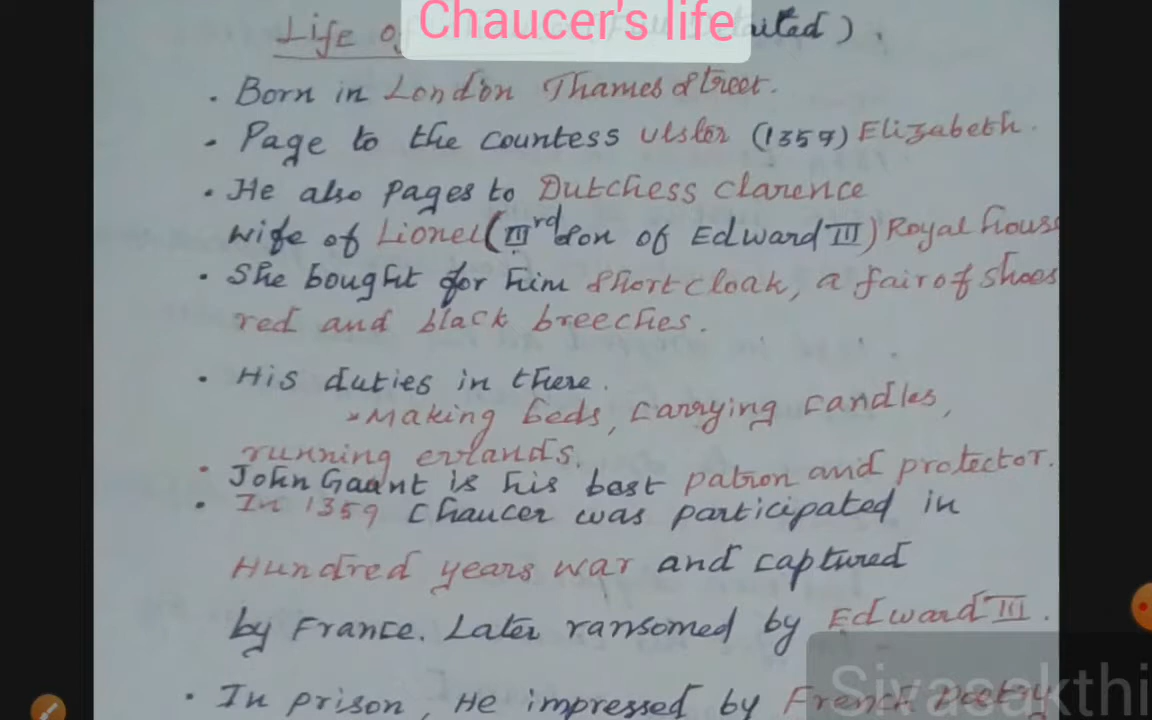 Chaucer's life
Life of ailed).
• Born in London Thames Street.
• Page to the countess Ulster (1357) Elizabeth.
• He also pages to Dutchess Clarence
wife of Lionel (IIIrd Son of Edward III) Royal house
• She bought for him short cloak, a fair of shoes
red and black breeches.
• His duties in there.
Making beds, carrying candles,
running errands.
• John Gaunt is his best patron and protector.
• In 1359 Chaucer was participated in
Hundred years war and captured
by France. Later ransomed by Edward III.
Sivasakthi
• In prison, He impressed by French Poetry